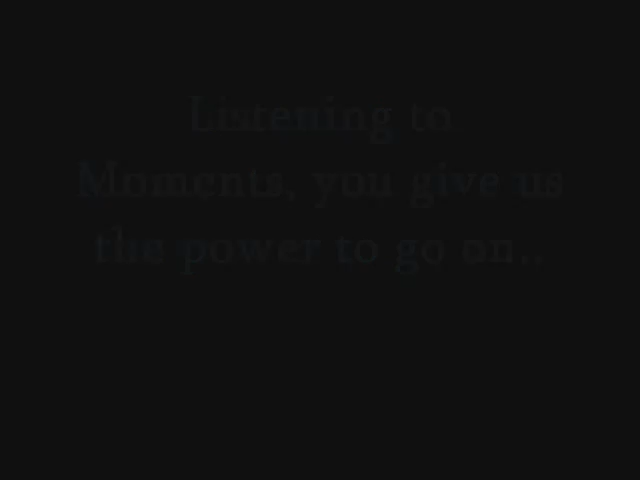 Listening to
Moments, you give us
the power to go on..